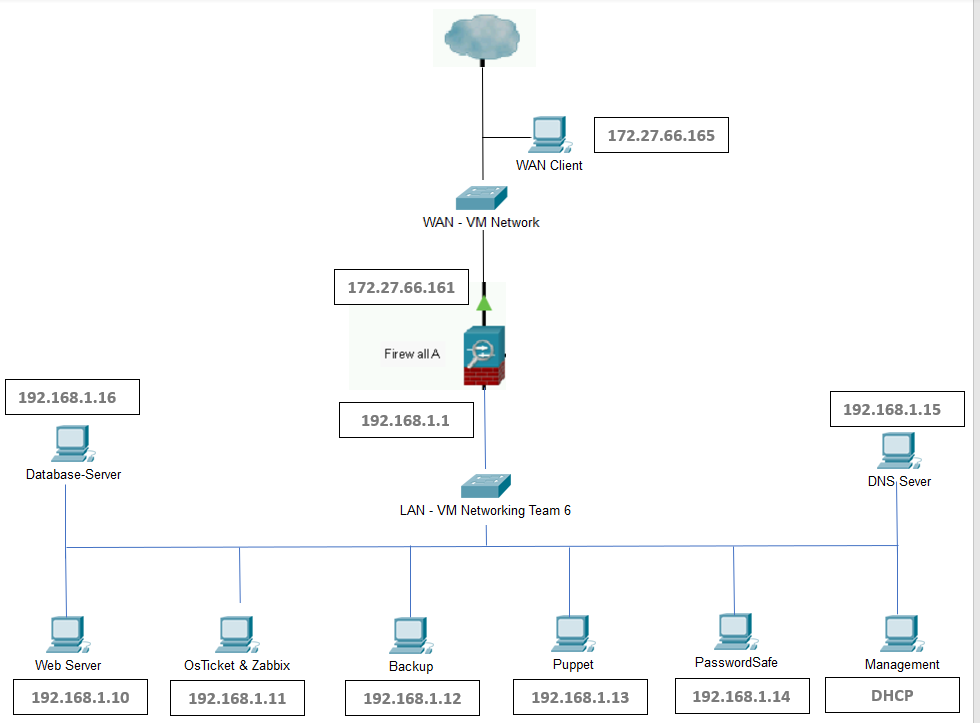 172.27.66.165
WAN Client
WAN - VM Network
172.27.66.161
Firewall A
192.168.1.1
192.168.1.16
192.168.1.15
Database-Server
DNS Sever
LAN - VM Networking Team 6
Web Server
OsTicket & Zabbix
Backup
Puppet
PasswordSafe
Management
192.168.1.10
192.168.1.11
192.168.1.12
192.168.1.13
192.168.1.14
DHCP